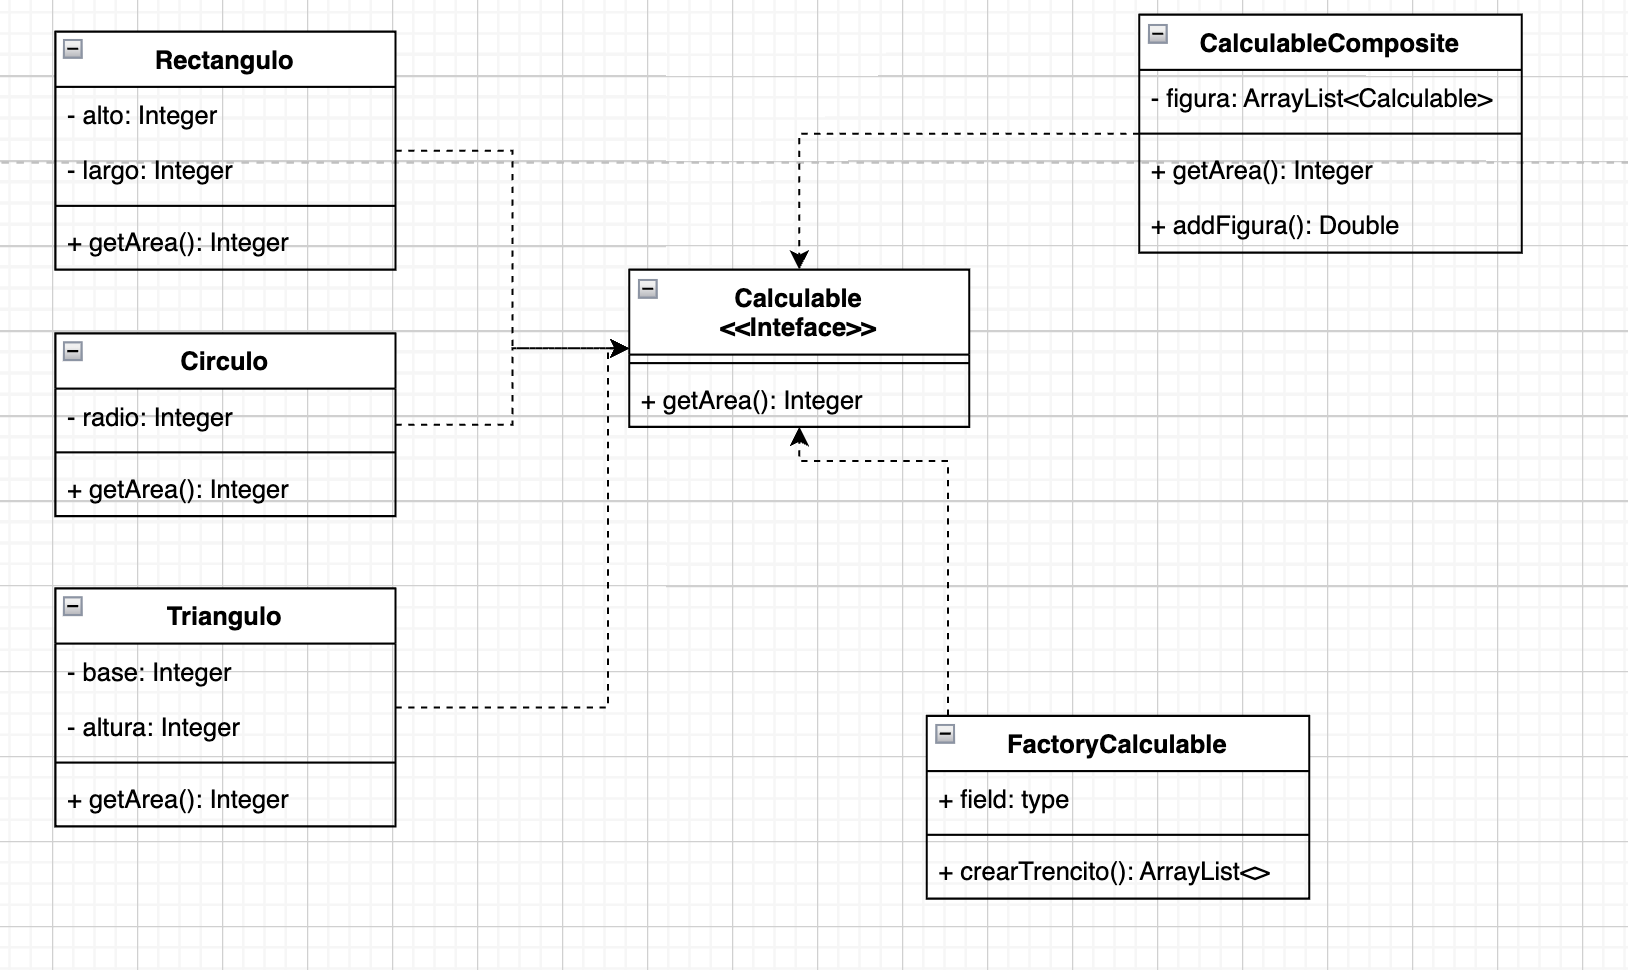 Rectangulo
- alto: Integer
- largo: Integer
+ getArea(): Integer
Circulo
- radio: Integer
+ getArea(): Integer
Triangulo
- base: Integer
- altura: Integer
+ getArea(): Integer
Calculable
<<Inteface>>
+ getArea(): Integer
CalculableComposite
- figura: ArrayList<Calculable>
+ getArea(): Integer
+ addFigura(): Double
FactoryCalculable
+ field: type
+ crearTrencito(): ArrayList<>